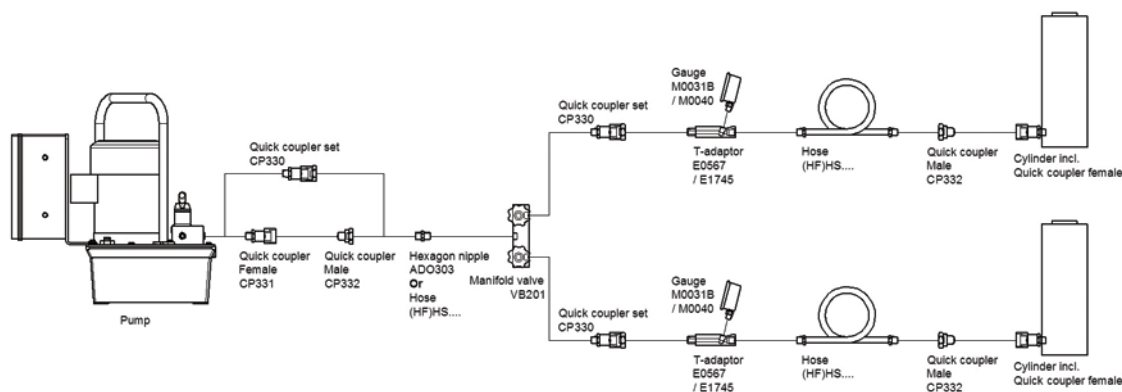 Gauge
M0031B
/ M0040
Quick coupler set
CP330
T-adaptor
E0567
/ E1745
Hose
(HF)HS....
Quick coupler
Male
CP332
Cylinder incl.
Quick coupler female
Quick coupler set
CP330
Quick coupler
Female
CP331
Quick coupler
Male
CP332
Hexagon nipple
ADO303
Or
Hose
(HF)HS....
Manifold valve
VB201
Pump
Gauge
M0031B
/ M0040
Quick coupler set
CP330
T-adaptor
E0567
/ E1745
Hose
(HF)HS....
Quick coupler
Male
CP332
Cylinder incl.
Quick coupler female